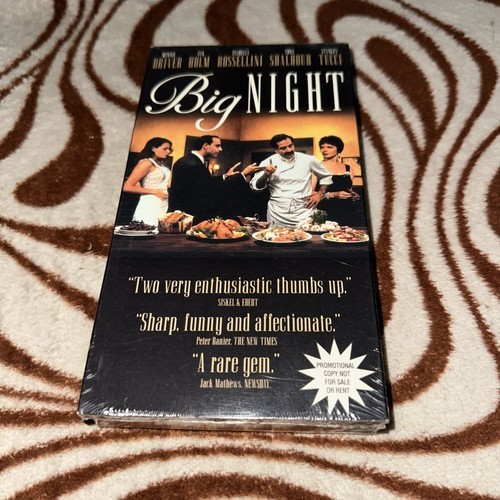 MINNIE IAN ISABELLA TONY STANLEY
DRIVER HOLM ROSSELLINI SHALHOUB TUCCI
Big NIGHT
"Two very enthusiastic thumbs up."
SISKEL & EBERT
"Sharp, funny and affectionate."
Peter Ranier, THE NEW TIMES
"A rare gem."
Jack Mathews, NEWSDAY
PROMOTIONAL
COPY NOT
FOR SALE
OR RENT